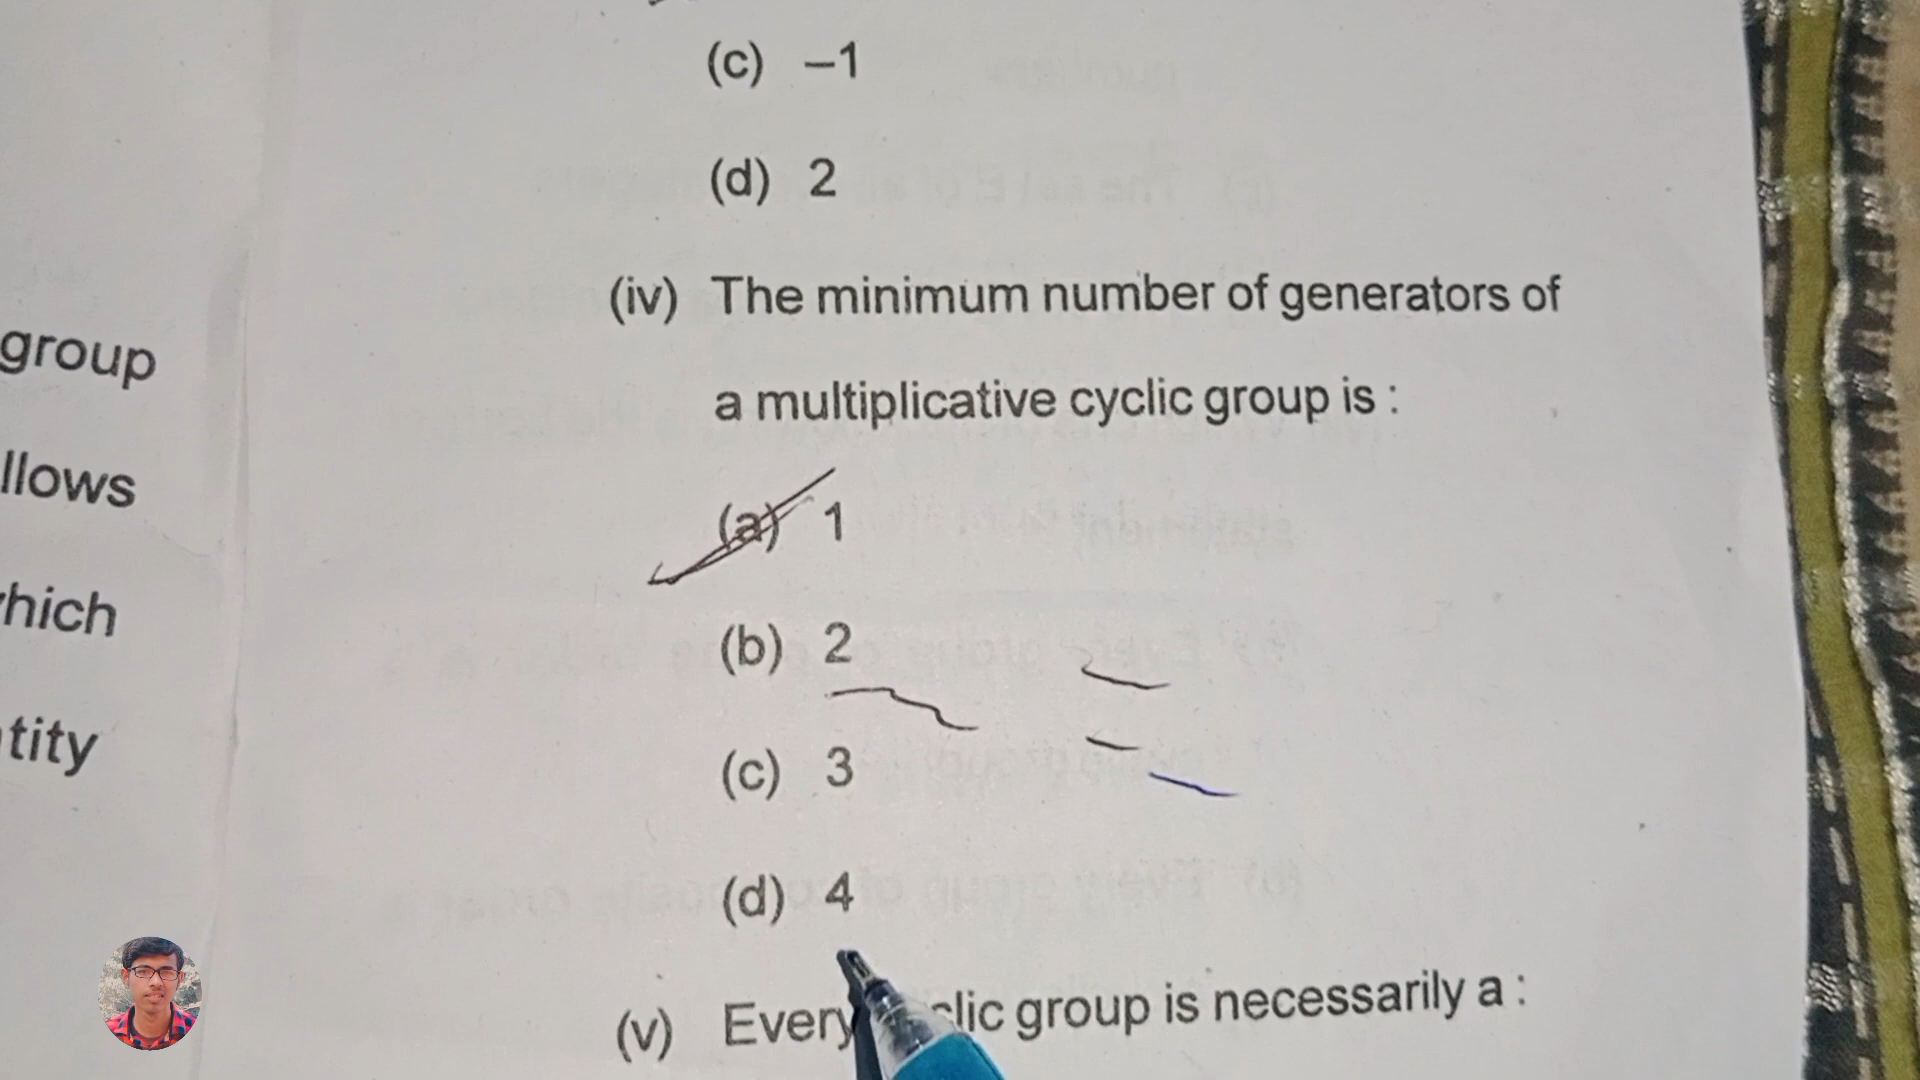 group
llows
hich
tity
(c) –1
(d) 2
(iv) The minimum number of generators of
a multiplicative cyclic group is :
(a) 1
(b) 2
(c) 3
(d) 4
(v) Every clic group is necessarily a :